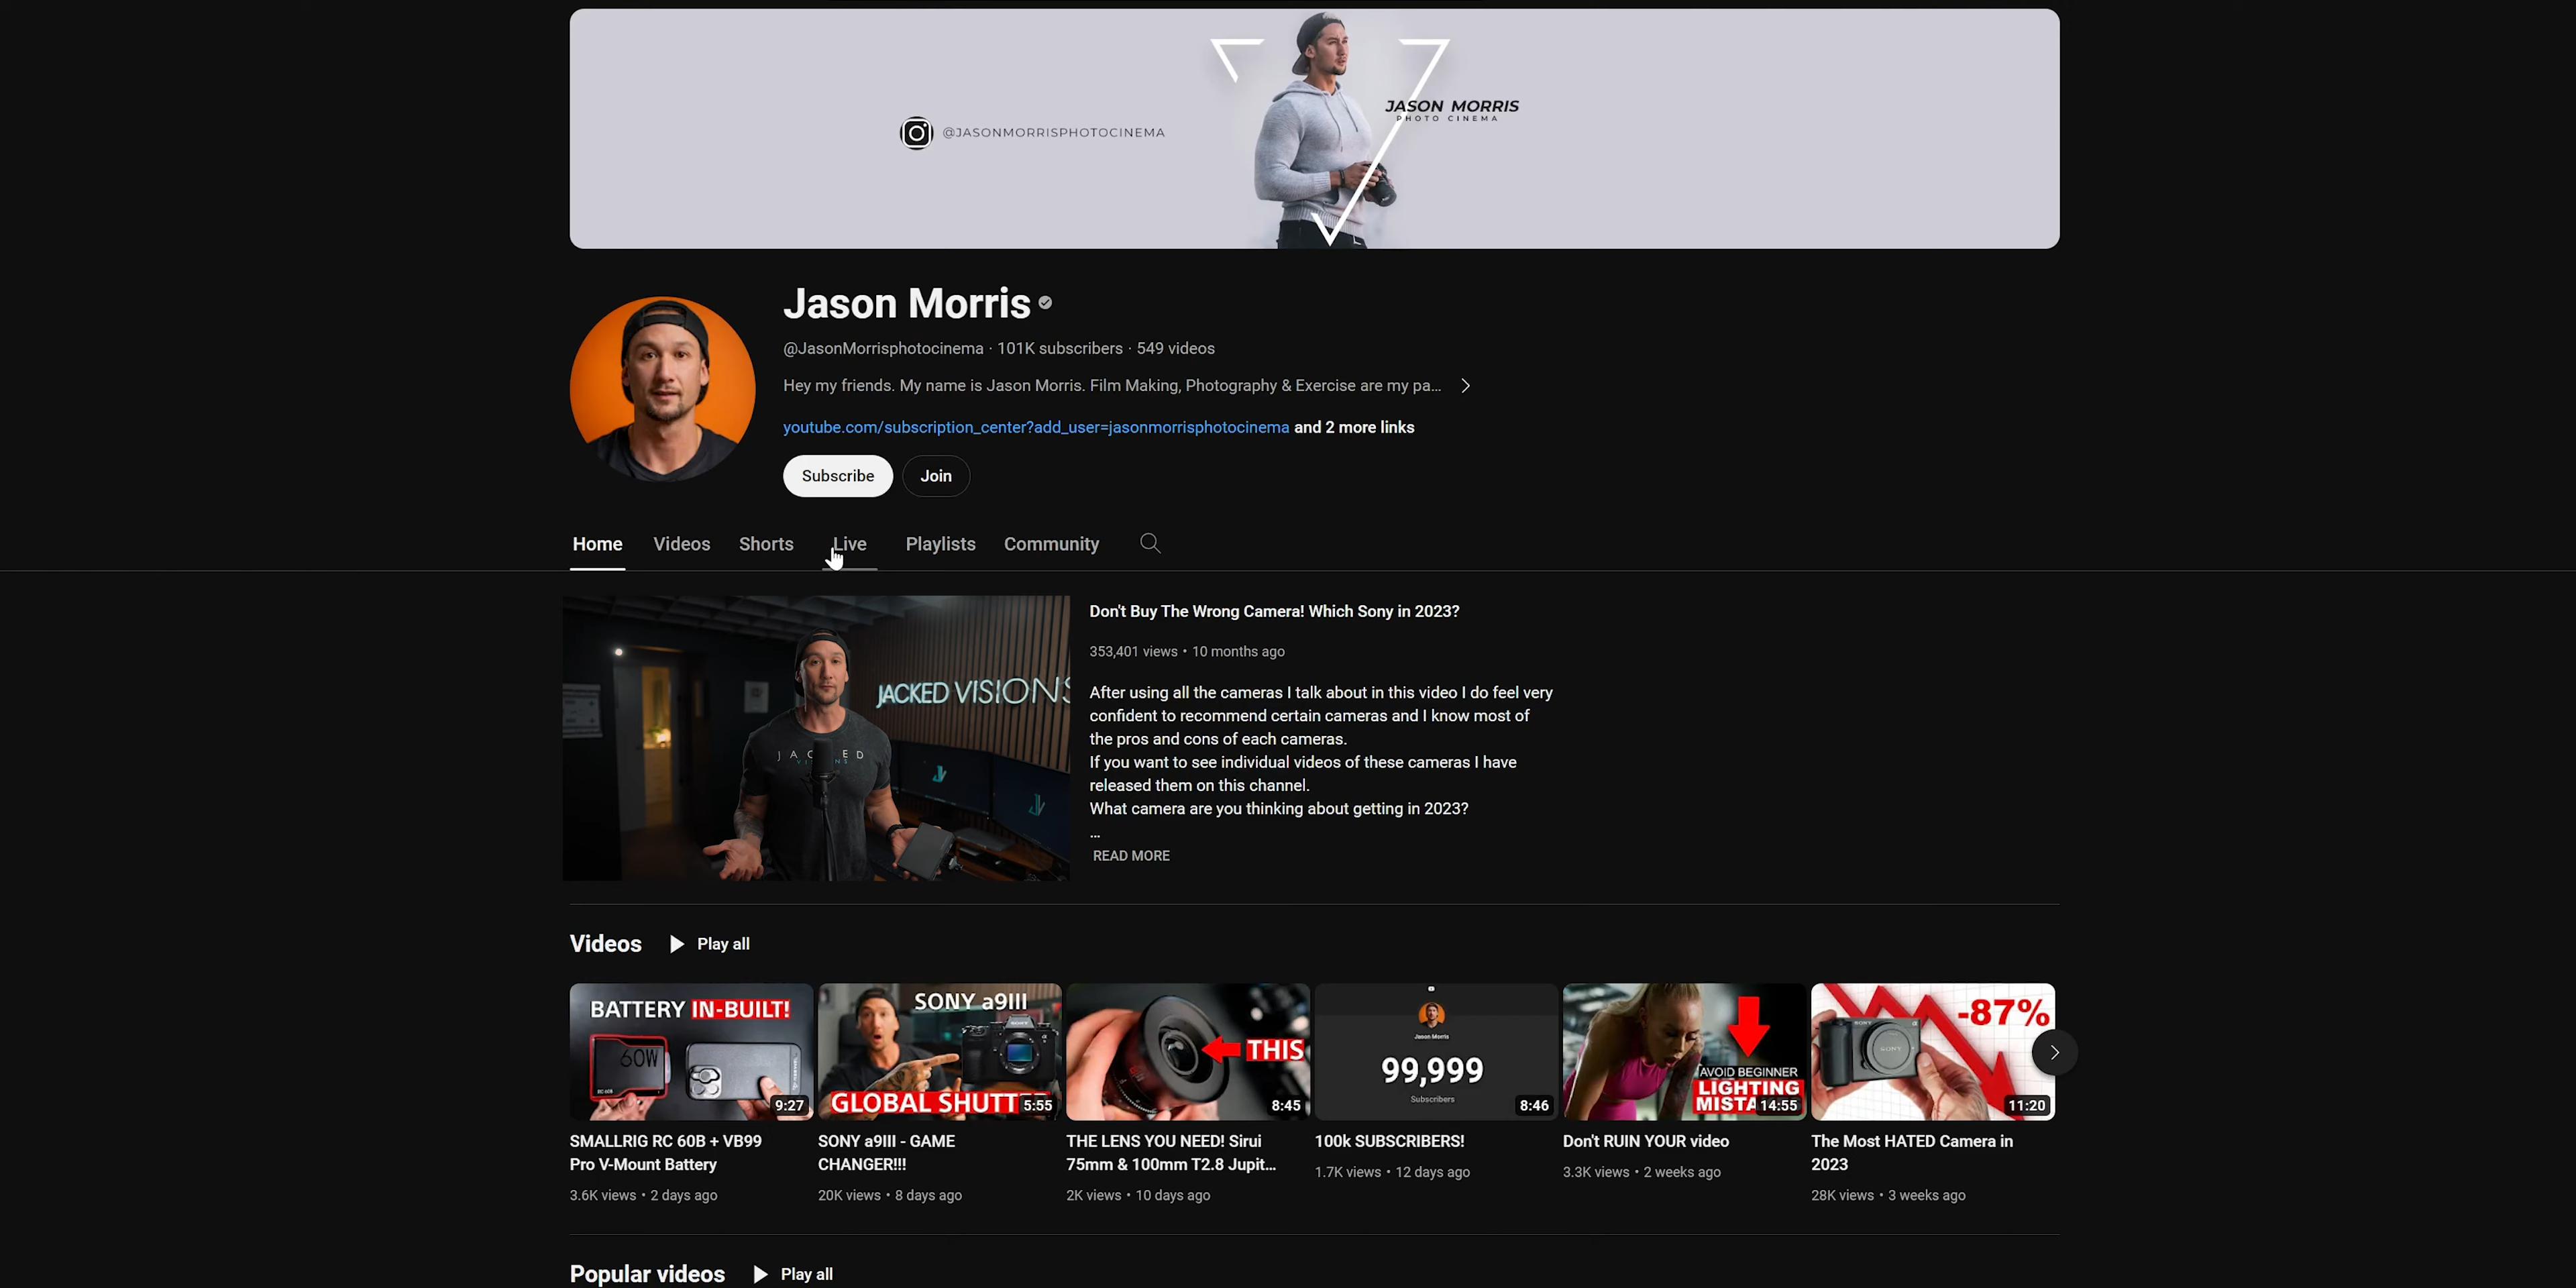 @JASONMORRISPHOTOCINEMA
JASON MORRIS
PHOTO CINEMA
Jason Morris
@JasonMorrisphotocinema · 101K subscribers · 549 videos
Hey my friends. My name is Jason Morris. Film Making, Photography & Exercise are my pa...
youtube.com/subscription_center?add_user=jasonmorrisphotocinema and 2 more links
Subscribe Join
Home Videos Shorts Live Playlists Community
JACKED VISIONS
Don't Buy The Wrong Camera! Which Sony in 2023?
353,401 views • 10 months ago
After using all the cameras I talk about in this video I do feel very
confident to recommend certain cameras and I know most of
the pros and cons of each cameras.
If you want to see individual videos of these cameras I have
released them on this channel.
What camera are you thinking about getting in 2023?
...
READ MORE
Videos Play all
BATTERY IN-BUILT!
60W
RC 60B
9:27
SMALLRIG RC 60B + VB99
Pro V-Mount Battery
3.6K views • 2 days ago
SONY a9III
SONY
GLOBAL SHUTT
5:55
SONY a9III - GAME
CHANGER!!!
20K views • 8 days ago
THIS
8:45
THE LENS YOU NEED! Sirui
75mm & 100mm T2.8 Jupit...
2K views • 10 days ago
Jason Morris
99,999
Subscribers
8:46
100k SUBSCRIBERS!
1.7K views • 12 days ago
AVOID BEGINNER
LIGHTING
MISTA
14:55
Don't RUIN YOUR video
3.3K views • 2 weeks ago
-87%
SONY
SONY
11:20
The Most HATED Camera in
2023
28K views • 3 weeks ago
Popular videos Play all